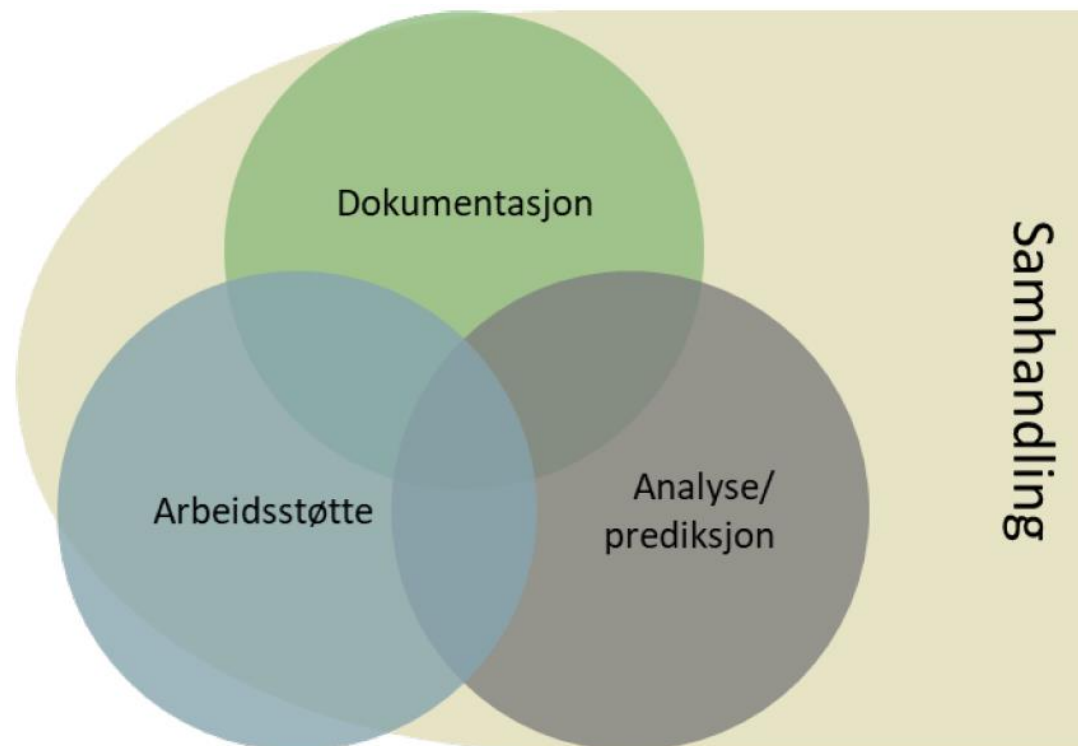 Dokumentasjon
Samhandling
Arbeidsstøtte
Analyse/
prediksjon